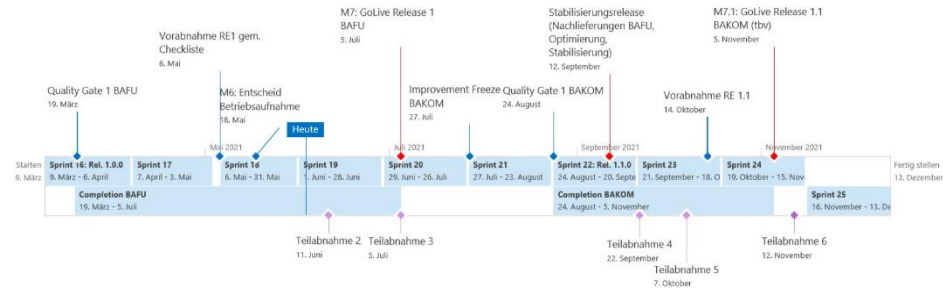 M7: GoLive Release 1
BAFU
5. Juli
Stabilisierungsrelease
(Nachlieferungen BAFU,
Optimierung,
Stabilisierung)
12. September
M7.1: GoLive Release 1.1
BAKOM (tbv)
5. November
Vorabnahme RE1 gem.
Checkliste
6. Mai
Quality Gate 1 BAFU
19. März
M6: Entscheid
Betriebsaufnahme
18. Mai
Improvement Freeze
BAKOM
27. Juli
Quality Gate 1 BAKOM
24. August
Vorabnahme RE 1.1
14. Oktober
Heute
Mai 2021
Juli 2021
September 2021
November 2021
Starten
9. März
Sprint 16: Rel. 1.0.0
9. März - 6. April
Sprint 17
7. April - 3. Mai
Sprint 18
6. Mai - 31. Mai
Sprint 19
1. Juni - 28. Juni
Sprint 20
29. Juni - 26. Juli
Sprint 21
27. Juli - 23. August
Sprint 22: Rel. 1.1.0
24. August - 20. Septe
Sprint 23
21. September - 18. O
Sprint 24
19. Oktober - 15. Nov
Fertig stellen
13. Dezember
Completion BAFU
19. März - 5. Juli
Completion BAKOM
24. August - 5. November
Sprint 25
16. November - 13. De
Teilabnahme 2
11. Juni
Teilabnahme 3
5. Juli
Teilabnahme 4
22. September
Teilabnahme 5
7. Oktober
Teilabnahme 6
12. November